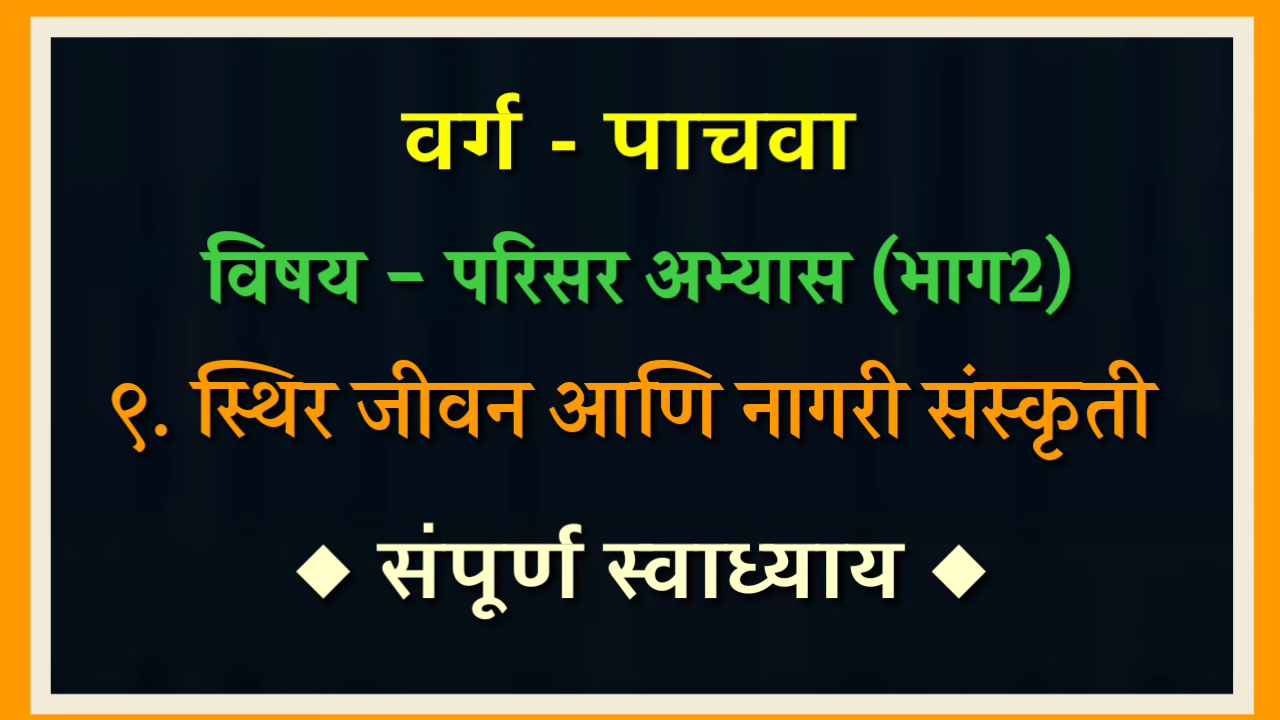 वर्ग - पाचवा
विषय – परिसर अभ्यास (भाग2)
९. स्थिर जीवन आणि नागरी संस्कृती
◆ संपूर्ण स्वाध्याय ◆